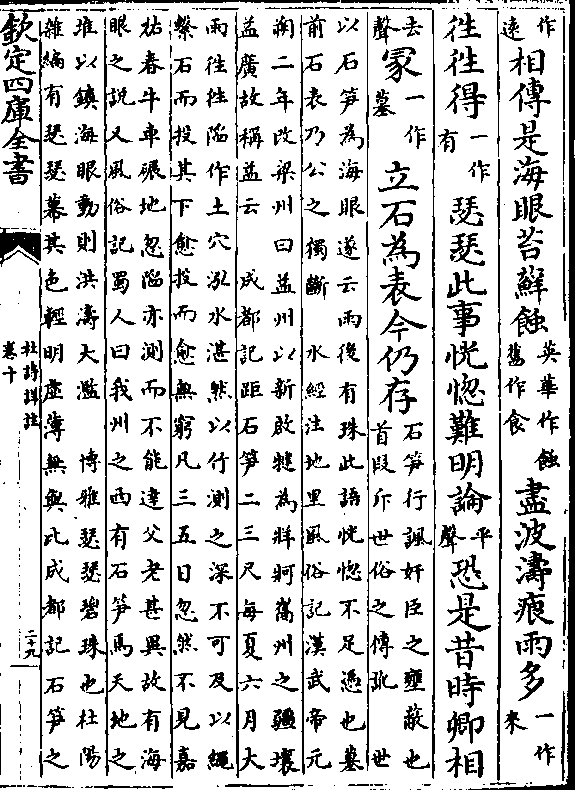 作遠相傳是海眼苔蘚蝕英華作蝕舊作食盡波濤痕雨多一作來
徃徃得一作有瑟瑟此事恍惚難明論平聲恐是昔時卿相
去聲冢一作墓立石為表今仍存石笋行諷奸臣之壅蔽也首段斥世俗之傳訛 世
以石笋為海眼遂云雨後有珠此語恍惚不足憑也墓
前石表乃公之獨斷 水經注地里風俗記漢武帝元
朔二年改梁州曰益州以新啟犍為牂牁嶲州之疆壤
益廣故稱益云 成都記距石笋二三尺每夏六月大
雨徃徃陷作土穴泓水湛然以竹測之深不可及以繩
繫石而投其下愈投而愈無窮凡三五日忽然不見嘉
祐春牛車碾地忽陷亦測而不能達父老甚異故有海
眼之說又風俗記蜀人曰我州之西有石笋焉天地之
堆以鎮海眼動則洪濤大濫 博雅瑟瑟碧珠也杜陽
雜編有瑟瑟幕其色輕明虛薄無與比成都記石笋之
欽定四庫全書
杜詩詳註
卷十
二十九